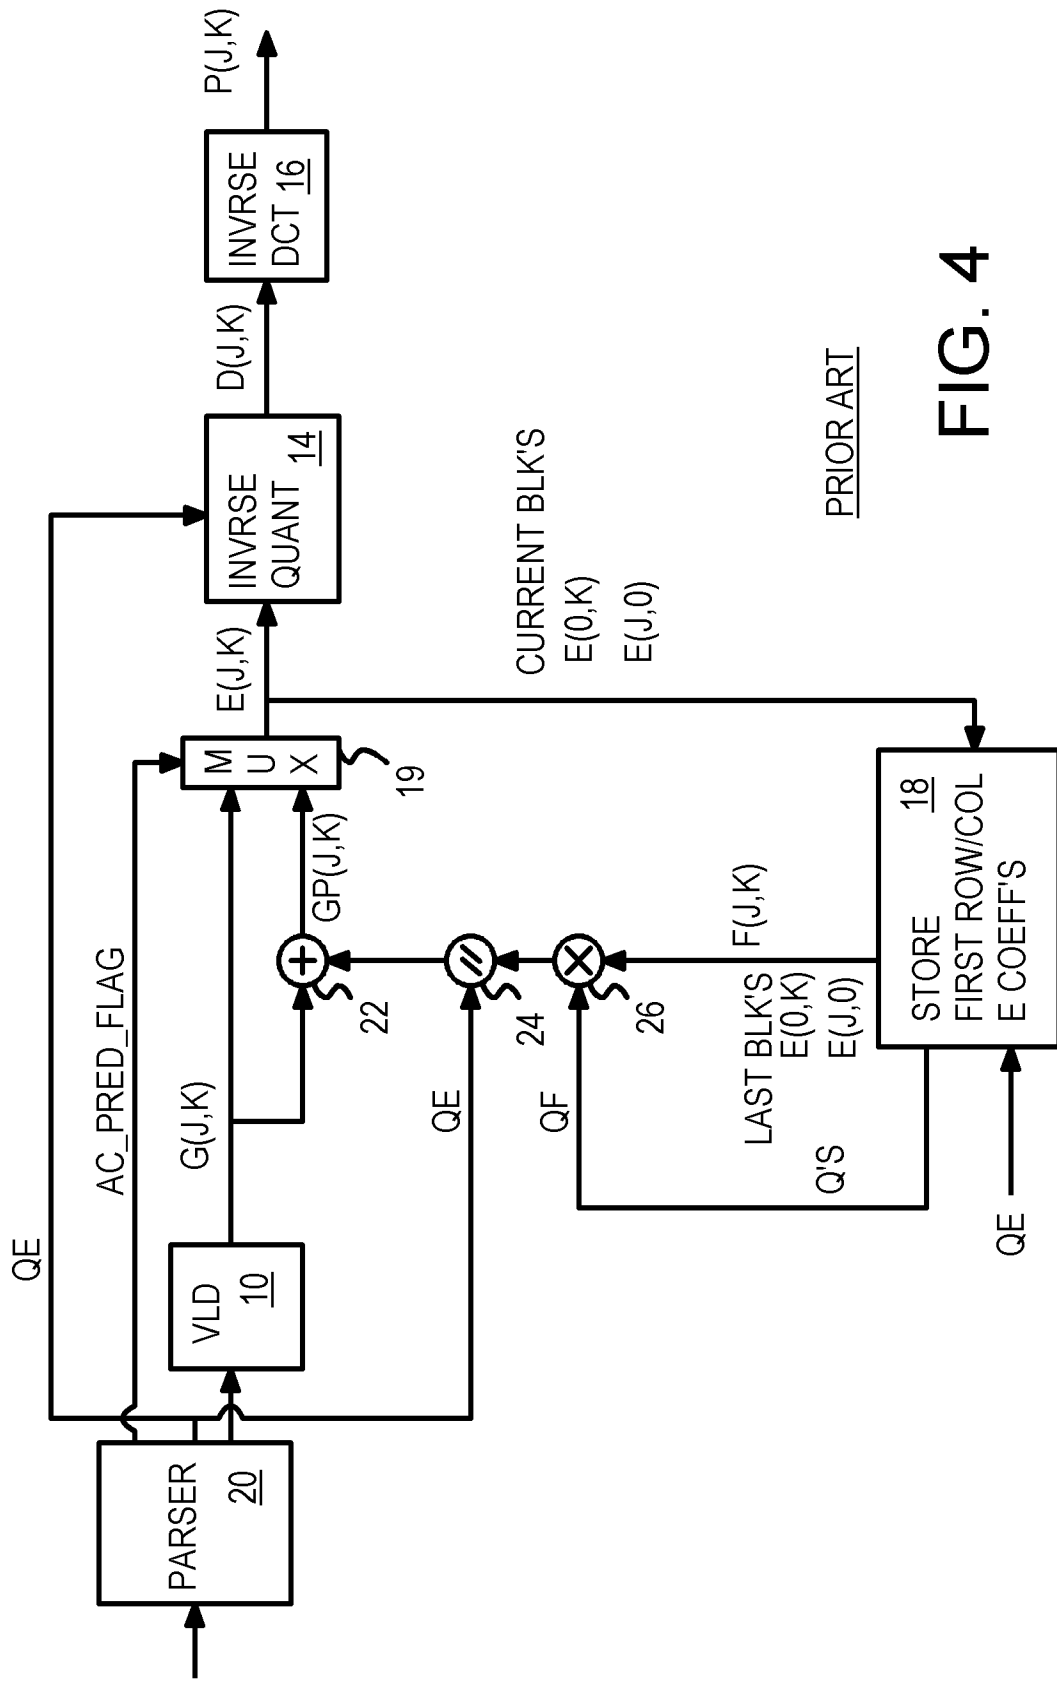 QE
AC_PRED_FLAG
PARSER
20
VLD
10
G(J,K)
GP(J,K)
22
M
U
X
19
E(J,K)
INVRSE
QUANT 14
D(J,K)
INVRSE
DCT 16
P(J,K)
QE
24
QF
26
LAST BLK'S
E(0,K)
E(J,0)
F(J,K)
Q'S
QE
18
STORE
FIRST ROW/COL
E COEFF'S
CURRENT BLK'S
E(0,K)
E(J,0)
PRIOR ART
FIG. 4